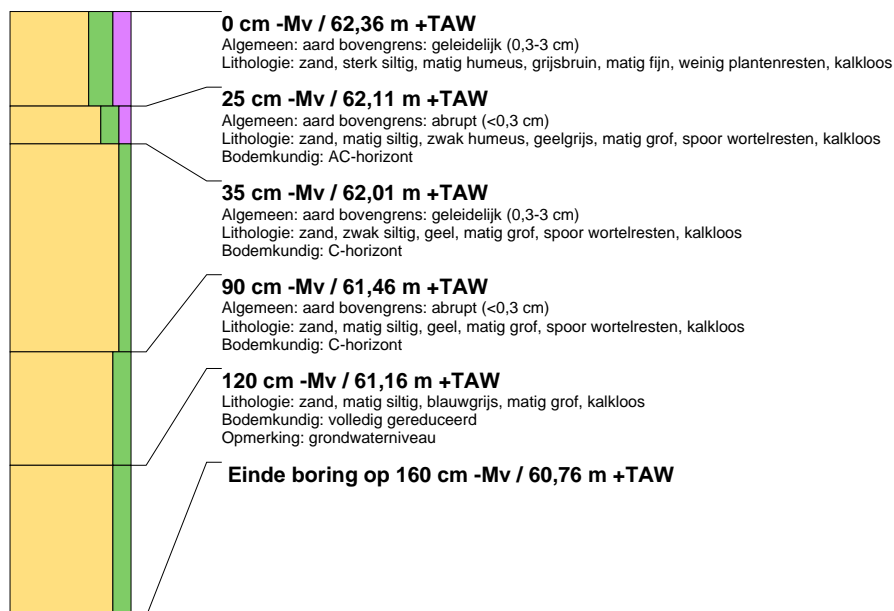 0 cm -Mv / 62,36 m +TAW
Algemeen: aard bovengrens: geleidelijk (0,3-3 cm)
Lithologie: zand, sterk siltig, matig humeus, grijsbruin, matig fijn, weinig plantenresten, kalkloos
25 cm -Mv / 62,11 m +TAW
Algemeen: aard bovengrens: abrupt (<0,3 cm)
Lithologie: zand, matig siltig, zwak humeus, geelgrijs, matig grof, spoor wortelresten, kalkloos
Bodemkundig: AC-horizont
35 cm -Mv / 62,01 m +TAW
Algemeen: aard bovengrens: geleidelijk (0,3-3 cm)
Lithologie: zand, zwak siltig, geel, matig grof, spoor wortelresten, kalkloos
Bodemkundig: C-horizont
90 cm -Mv / 61,46 m +TAW
Algemeen: aard bovengrens: abrupt (<0,3 cm)
Lithologie: zand, matig siltig, geel, matig grof, spoor wortelresten, kalkloos
Bodemkundig: C-horizont
120 cm -Mv / 61,16 m +TAW
Lithologie: zand, matig siltig, blauwgrijs, matig grof, kalkloos
Bodemkundig: volledig gereduceerd
Opmerking: grondwaterniveau
Einde boring op 160 cm -Mv / 60,76 m +TAW